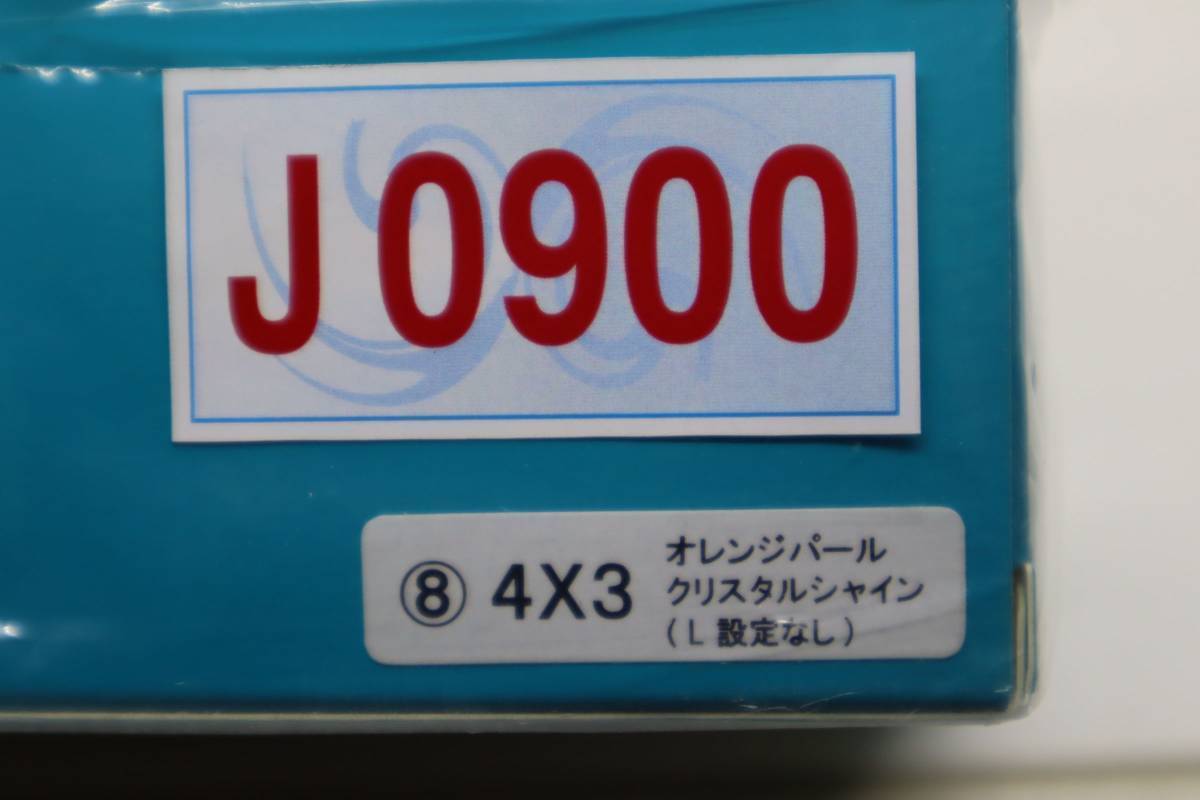 J0900
⑧ 4X3
オレンジパール
クリスタルシャイン
(L 設定なし)